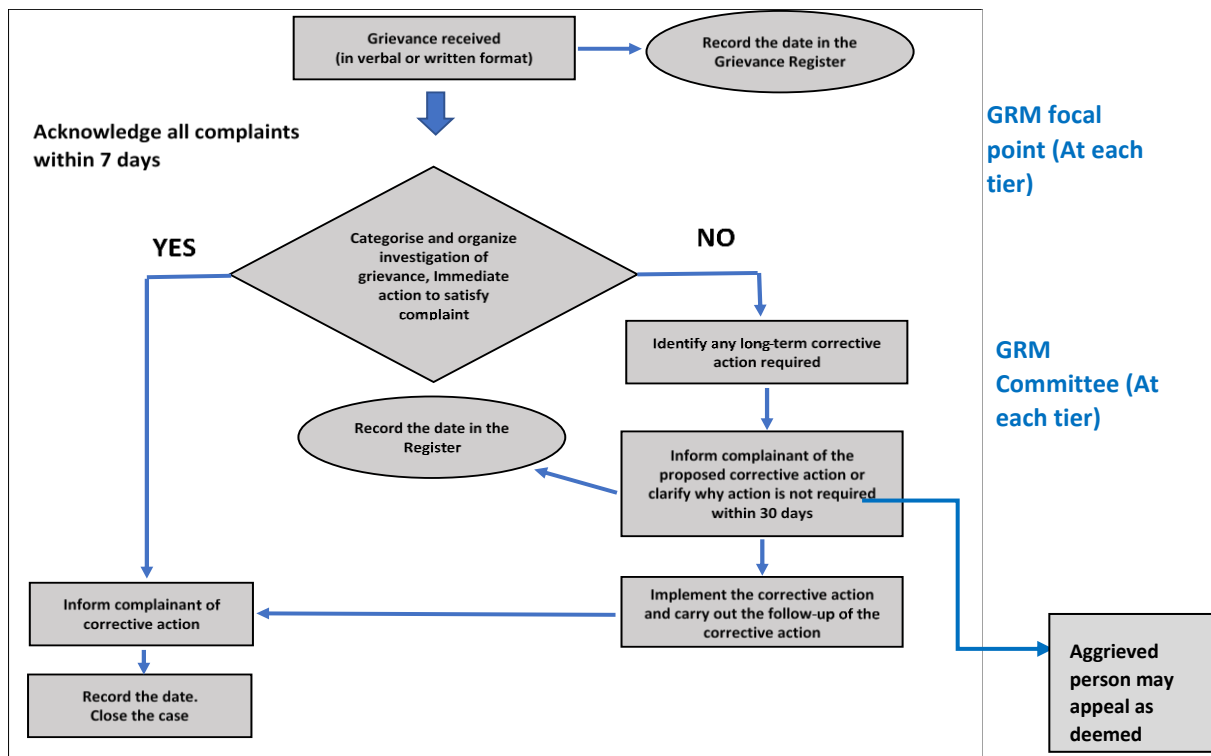 Grievance received
(in verbal or written format)
Record the date in the
Grievance Register
GRM focal
point (At each
tier)
Acknowledge all complaints
within 7 days
YES
NO
Categorise and organize
investigation of
grievance, Immediate
action to satisfy
complaint
Identify any long-term corrective
action required
GRM
Committee (At
each tier)
Record the date in the
Register
Inform complainant of the
proposed corrective action or
clarify why action is not required
within 30 days
Inform complainant of
corrective action
Implement the corrective action
and carry out the follow-up of the
corrective action
Record the date.
Close the case
Aggrieved
person may
appeal as
deemed